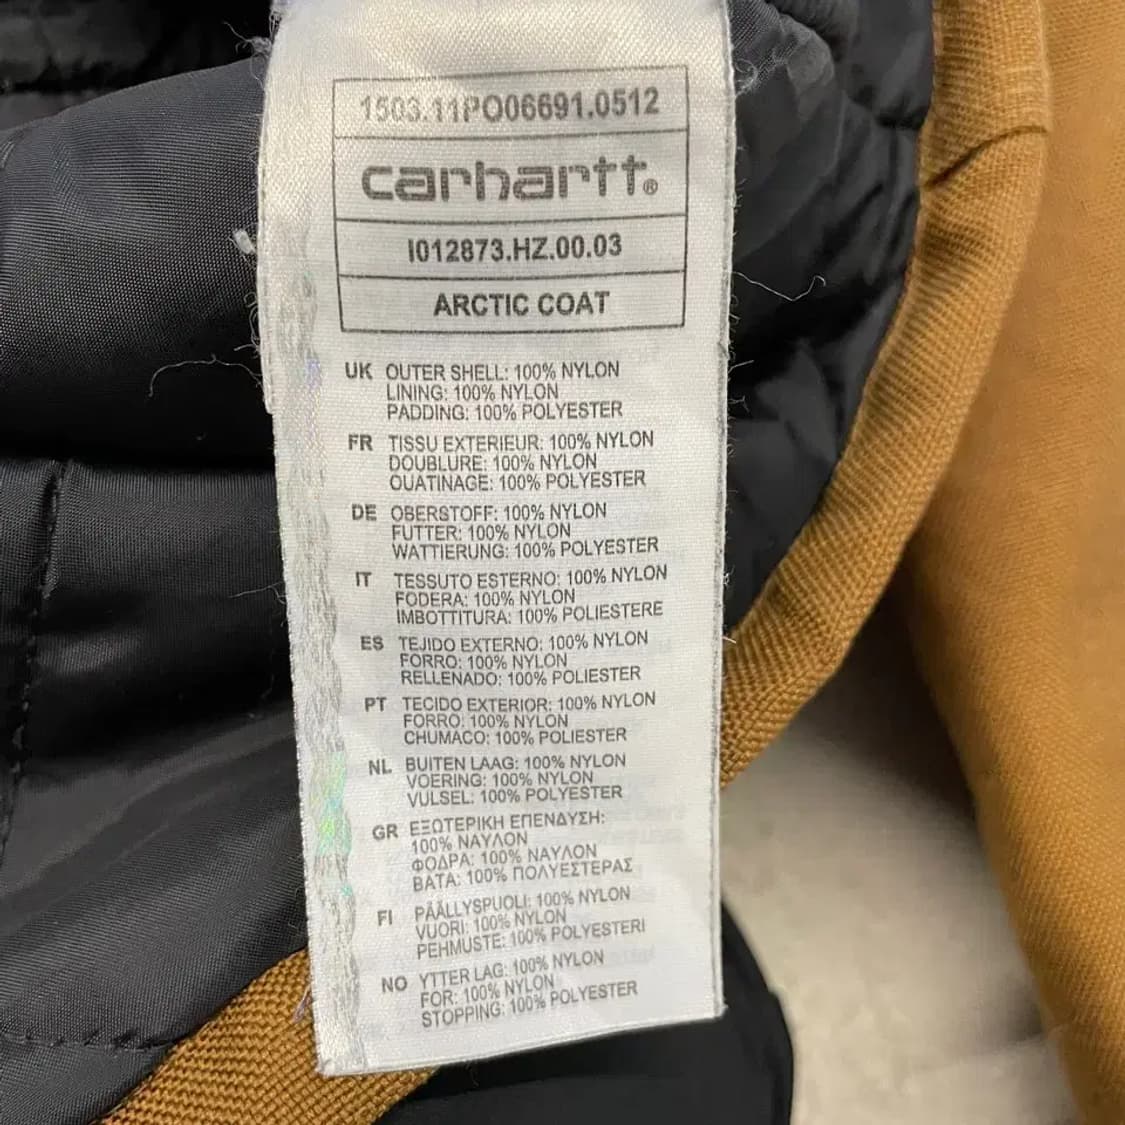 1503.11PO06691.0512
carhartt®
I012873.HZ.00.03
ARCTIC COAT
UK OUTER SHELL: 100% NYLON
LINING: 100% NYLON
PADDING: 100% POLYESTER
FR TISSU EXTERIEUR: 100% NYLON
DOUBLURE: 100% NYLON
OUATINAGE: 100% POLYESTER
DE OBERSTOFF: 100% NYLON
FUTTER: 100% NYLON
WATTIERUNG: 100% POLYESTER
IT TESSUTO ESTERNO: 100% NYLON
FODERA: 100% NYLON
IMBOTTITURA: 100% POLIESTERE
ES TEJIDO EXTERNO: 100% NYLON
FORRO: 100% NYLON
RELLENADO: 100% POLIESTER
PT TECIDO EXTERIOR: 100% NYLON
FORRO: 100% NYLON
CHUMACO: 100% POLIESTER
NL BUITEN LAAG: 100% NYLON
VOERING: 100% NYLON
VULSEL: 100% POLYESTER
GR ΕΞΩΤΕΡΙΚΗ ΕΠΕΝΔΥΣΗ:
100% ΝΑΥΛΟΝ
ΦΟΔΡΑ: 100% ΝΑΥΛΟΝ
ΒΑΤΑ: 100% ΠΟΛΥΕΣΤΕΡΑΣ
FI PÄÄLLYSPUOLI: 100% NYLON
VUORI: 100% NYLON
PEHMUSTE: 100% POLYESTERI
NO YTTER LAG: 100% NYLON
FOR: 100% NYLON
STOPPING: 100% POLYESTER